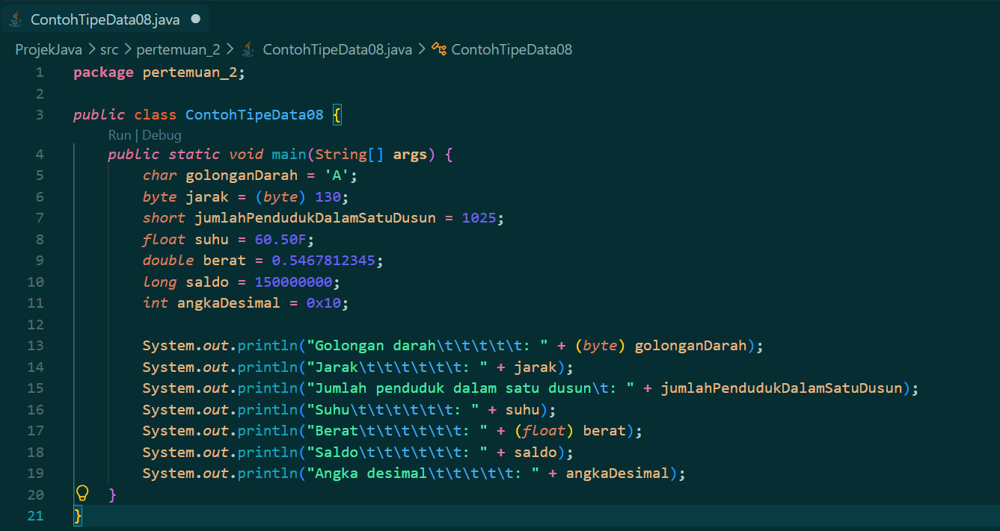 ContohTipeData08.java
ProjekJava > src > pertemuan_2 > ContohTipeData08.java > ContohTipeData08
1 package pertemuan_2;
2
3 public class ContohTipeData08 {
Run | Debug
4 public static void main(String[] args) {
5 char golonganDarah = 'A';
6 byte jarak = (byte) 130;
7 short jumlahPendudukDalamSatuDusun = 1025;
8 float suhu = 60.50F;
9 double berat = 0.5467812345;
10 long saldo = 150000000;
11 int angkaDesimal = 0x10;
12
13 System.out.println("Golongan darah\t\t\t\t\t: " + (byte) golonganDarah);
14 System.out.println("Jarak\t\t\t\t\t\t: " + jarak);
15 System.out.println("Jumlah penduduk dalam satu dusun\t: " + jumlahPendudukDalamSatuDusun);
16 System.out.println("Suhu\t\t\t\t\t\t: " + suhu);
17 System.out.println("Berat\t\t\t\t\t\t: " + (float) berat);
18 System.out.println("Saldo\t\t\t\t\t\t: " + saldo);
19 System.out.println("Angka desimal\t\t\t\t\t: " + angkaDesimal);
20 }
21 }